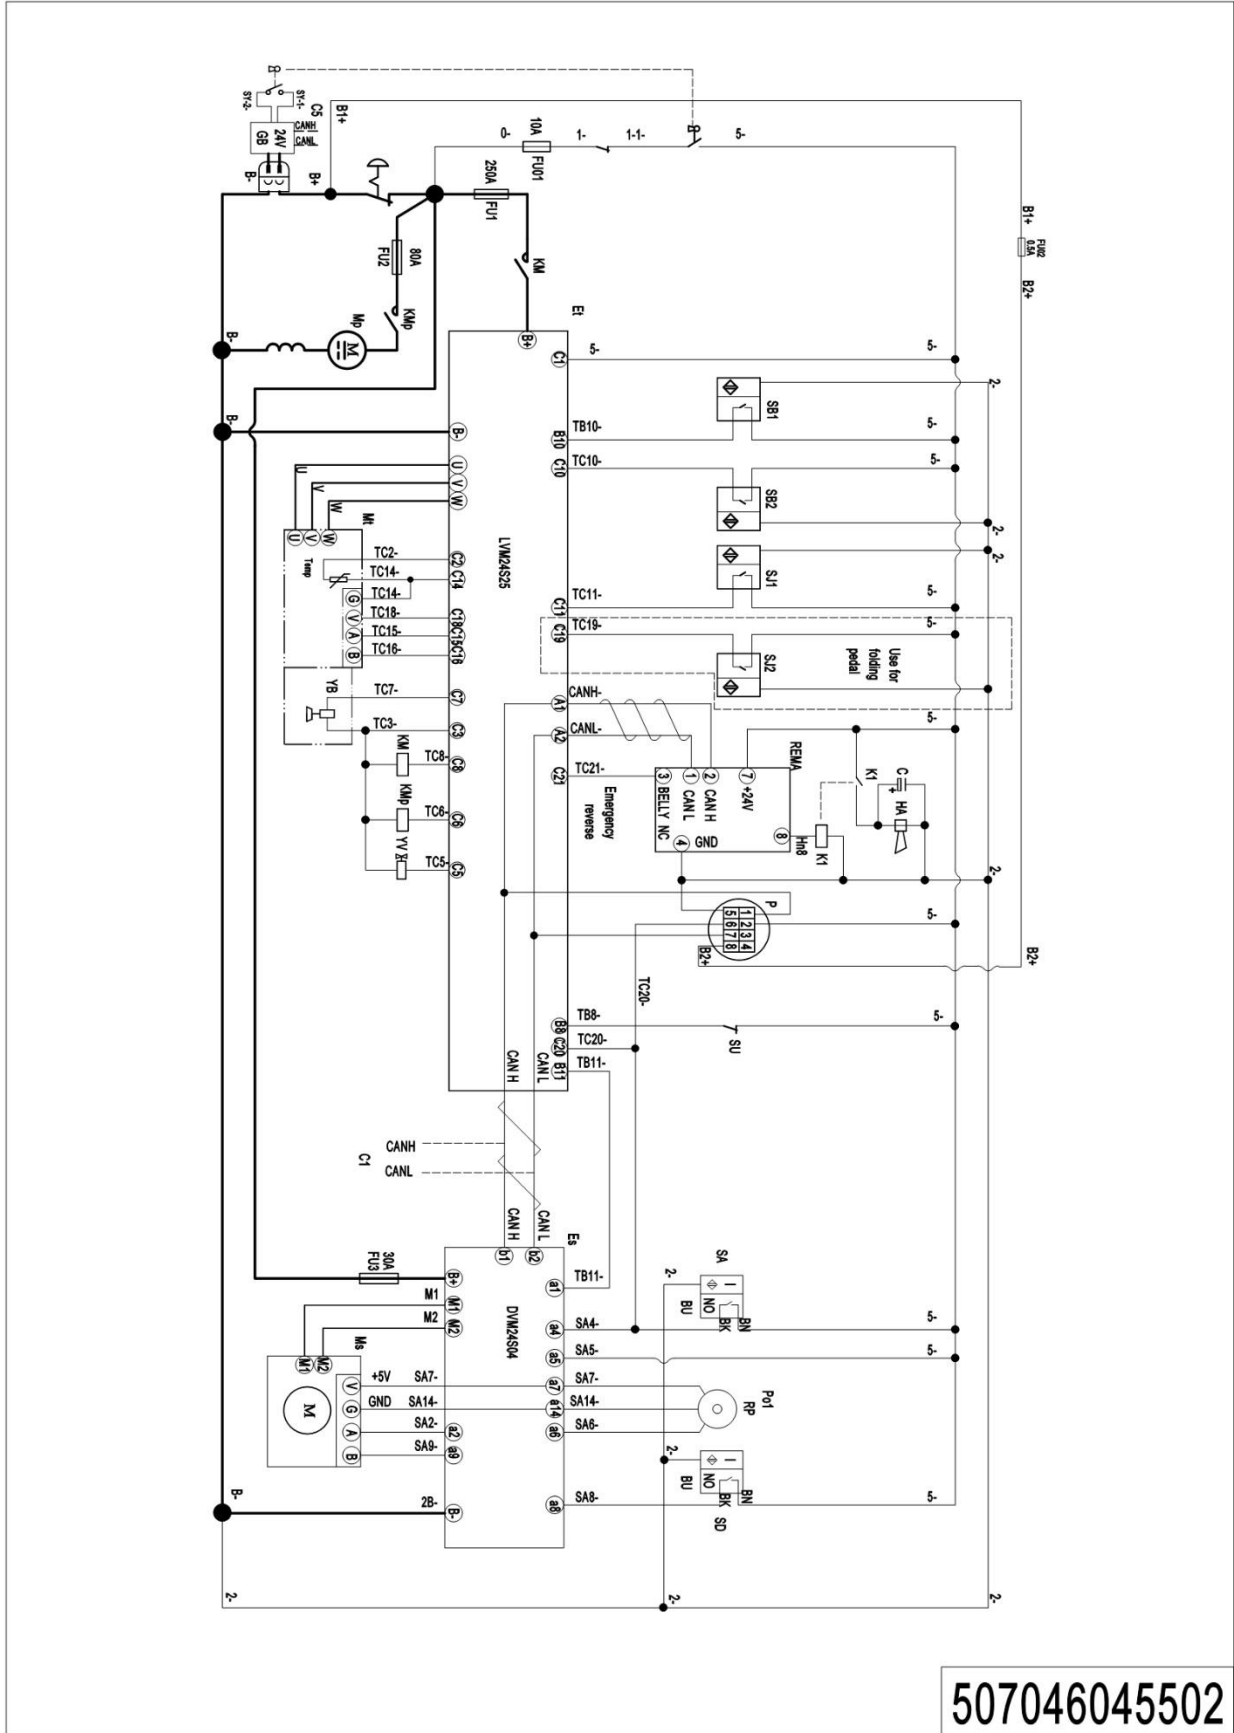 SY-2-
SY-1-
C5
CANH
CANL
24V
GB
B-
B+
B1+
0-
10A
FU01
1-
1-1-
5-
250A
FU1
80A
FU2
KM
KMp
Mp
M
B-
B-
B1+
FU02
0.5A
B2+
Et
B+
C1
5-
5-
2-
SB1
B10
TB10-
5-
C10
TC10-
5-
SB2
2-
2-
SJ1
C11
TC11-
5-
C19
TC19-
5-
SJ2
Use for
folding
pedal
B-
U
V
W
U
V
W
U
V
W
Mt
Temp
TC2-
C2
TC14-
C14
TC14-
G
V
TC18-
C18
A
TC15-
C15
B
TC16-
C16
LVM24S25
YB
TC7-
C7
TC3-
C3
KM
TC8-
C8
KMp
TC6-
C6
YV
TC5-
C5
A1
CANH-
A2
CANL-
C21
TC21-
Emergency
reverse
REMA
3
1
2
7
BELLY NC
CAN L
CAN H
+24V
4
GND
8
Hn8
K1
K1
C
+
HA
5-
2-
P
1
2
3
4
5
6
7
8
5-
B2+
B2+
TC20-
B8
TB8-
SU
5-
C20
TC20-
B11
TB11-
CAN H
CAN L
CANH
CANL
C1
CAN H
CAN L
Es
b1
b2
30A
FU3
B+
M1
M1
M2
M2
DVM24S04
a1
TB11-
a4
SA4-
5-
a5
SA5-
5-
SA
2-
NO
BU
BK
BN
Ms
M1
M2
M
V
+5V
SA7-
a7
SA7-
G
GND
SA14-
a14
SA14-
A
SA2-
a2
a6
SA6-
B
SA9-
a9
Po1
RP
2-
NO
BU
BK
BN
SD
B-
2B-
B-
a8
SA8-
5-
2-
2-
2-
507046045502